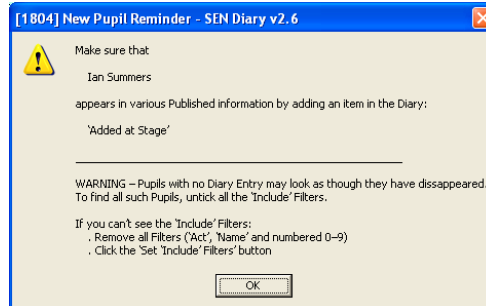 [1804] New Pupil Reminder - SEN Diary v2.6
Make sure that
Ian Summers
appears in various Published information by adding an item in the Diary:
'Added at Stage'
WARNING – Pupils with no Diary Entry may look as though they have dissappeared.
To find all such Pupils, untick all the 'Include' Filters.
If you can't see the 'Include' Filters:
. Remove all Filters ('Act', 'Name' and numbered 0–9)
. Click the 'Set 'Include' Filters' button
OK